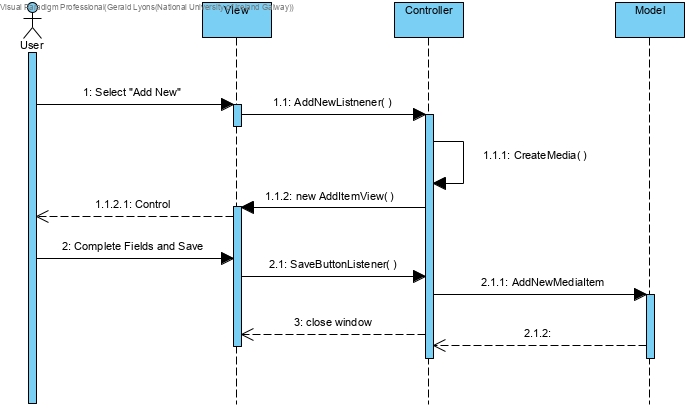 Visual Paradigm Professional(Gerald Lyons(National University of Ireland Galway))
User
View
Controller
Model
1: Select "Add New"
1.1: AddNewListnener( )
1.1.1: CreateMedia( )
1.1.2: new AddItemView( )
1.1.2.1: Control
2: Complete Fields and Save
2.1: SaveButtonListener( )
2.1.1: AddNewMediaItem
3: close window
2.1.2: